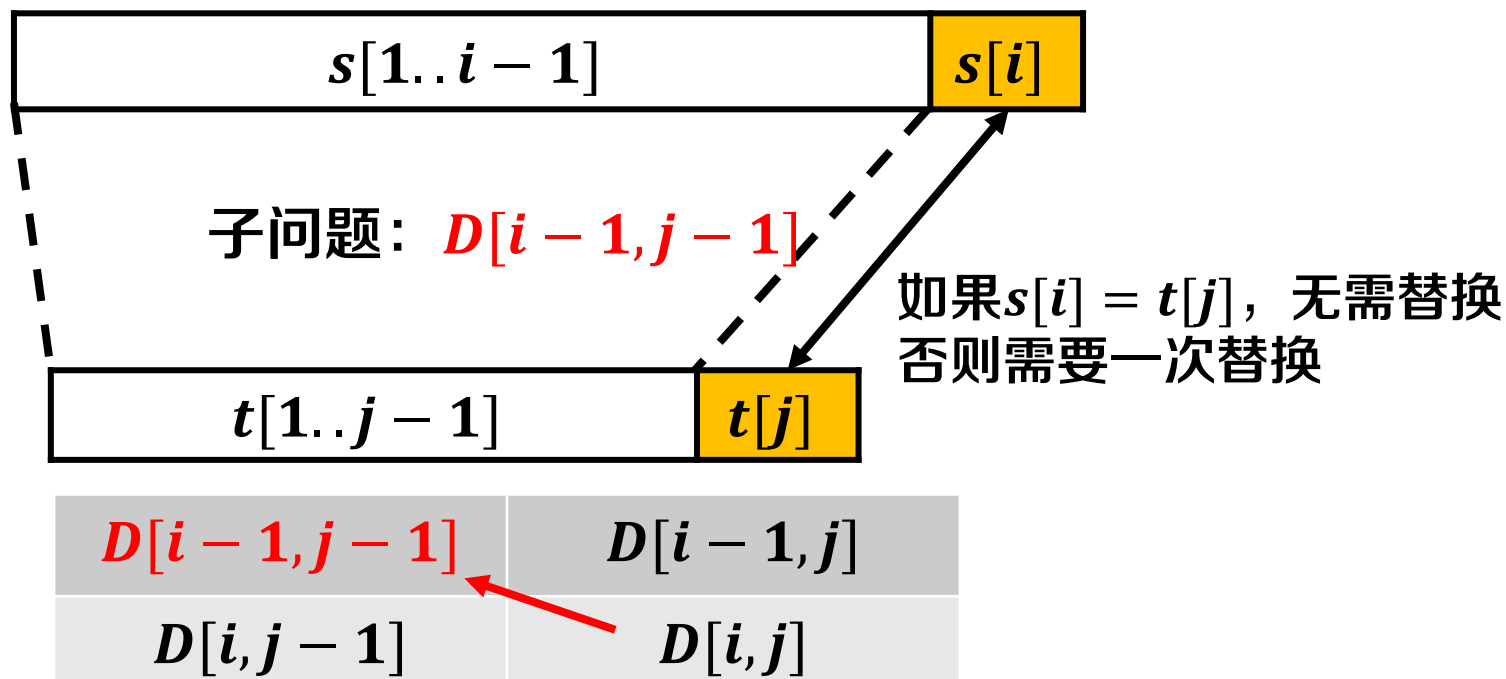 s[1..i − 1]
s[i]
子问题：D[i − 1, j − 1]
如果s[i] = t[j]，无需替换
否则需要一次替换
t[1..j − 1]
t[j]
D[i − 1, j − 1] D[i − 1, j]
D[i, j − 1] D[i, j]